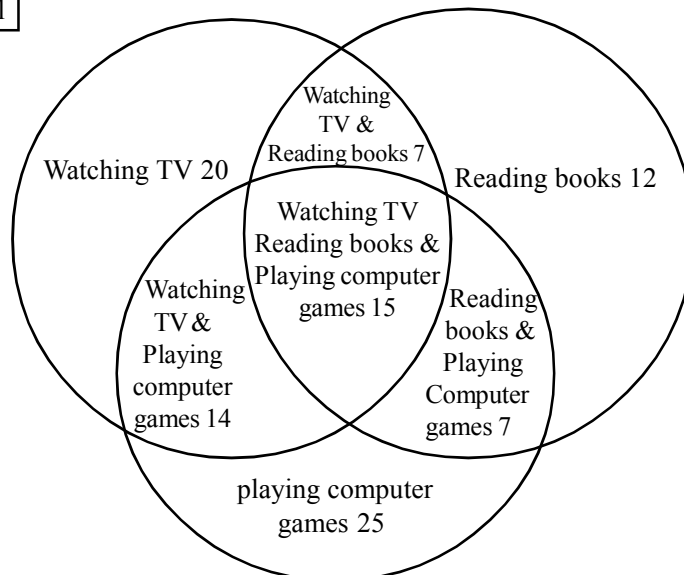 1
Watching
TV &
Reading books 7
Watching TV 20
Reading books 12
Watching TV
Reading books &
Playing computer
games 15
Watching
TV &
Playing
computer
games 14
Reading
books &
Playing
Computer
games 7
playing computer
games 25